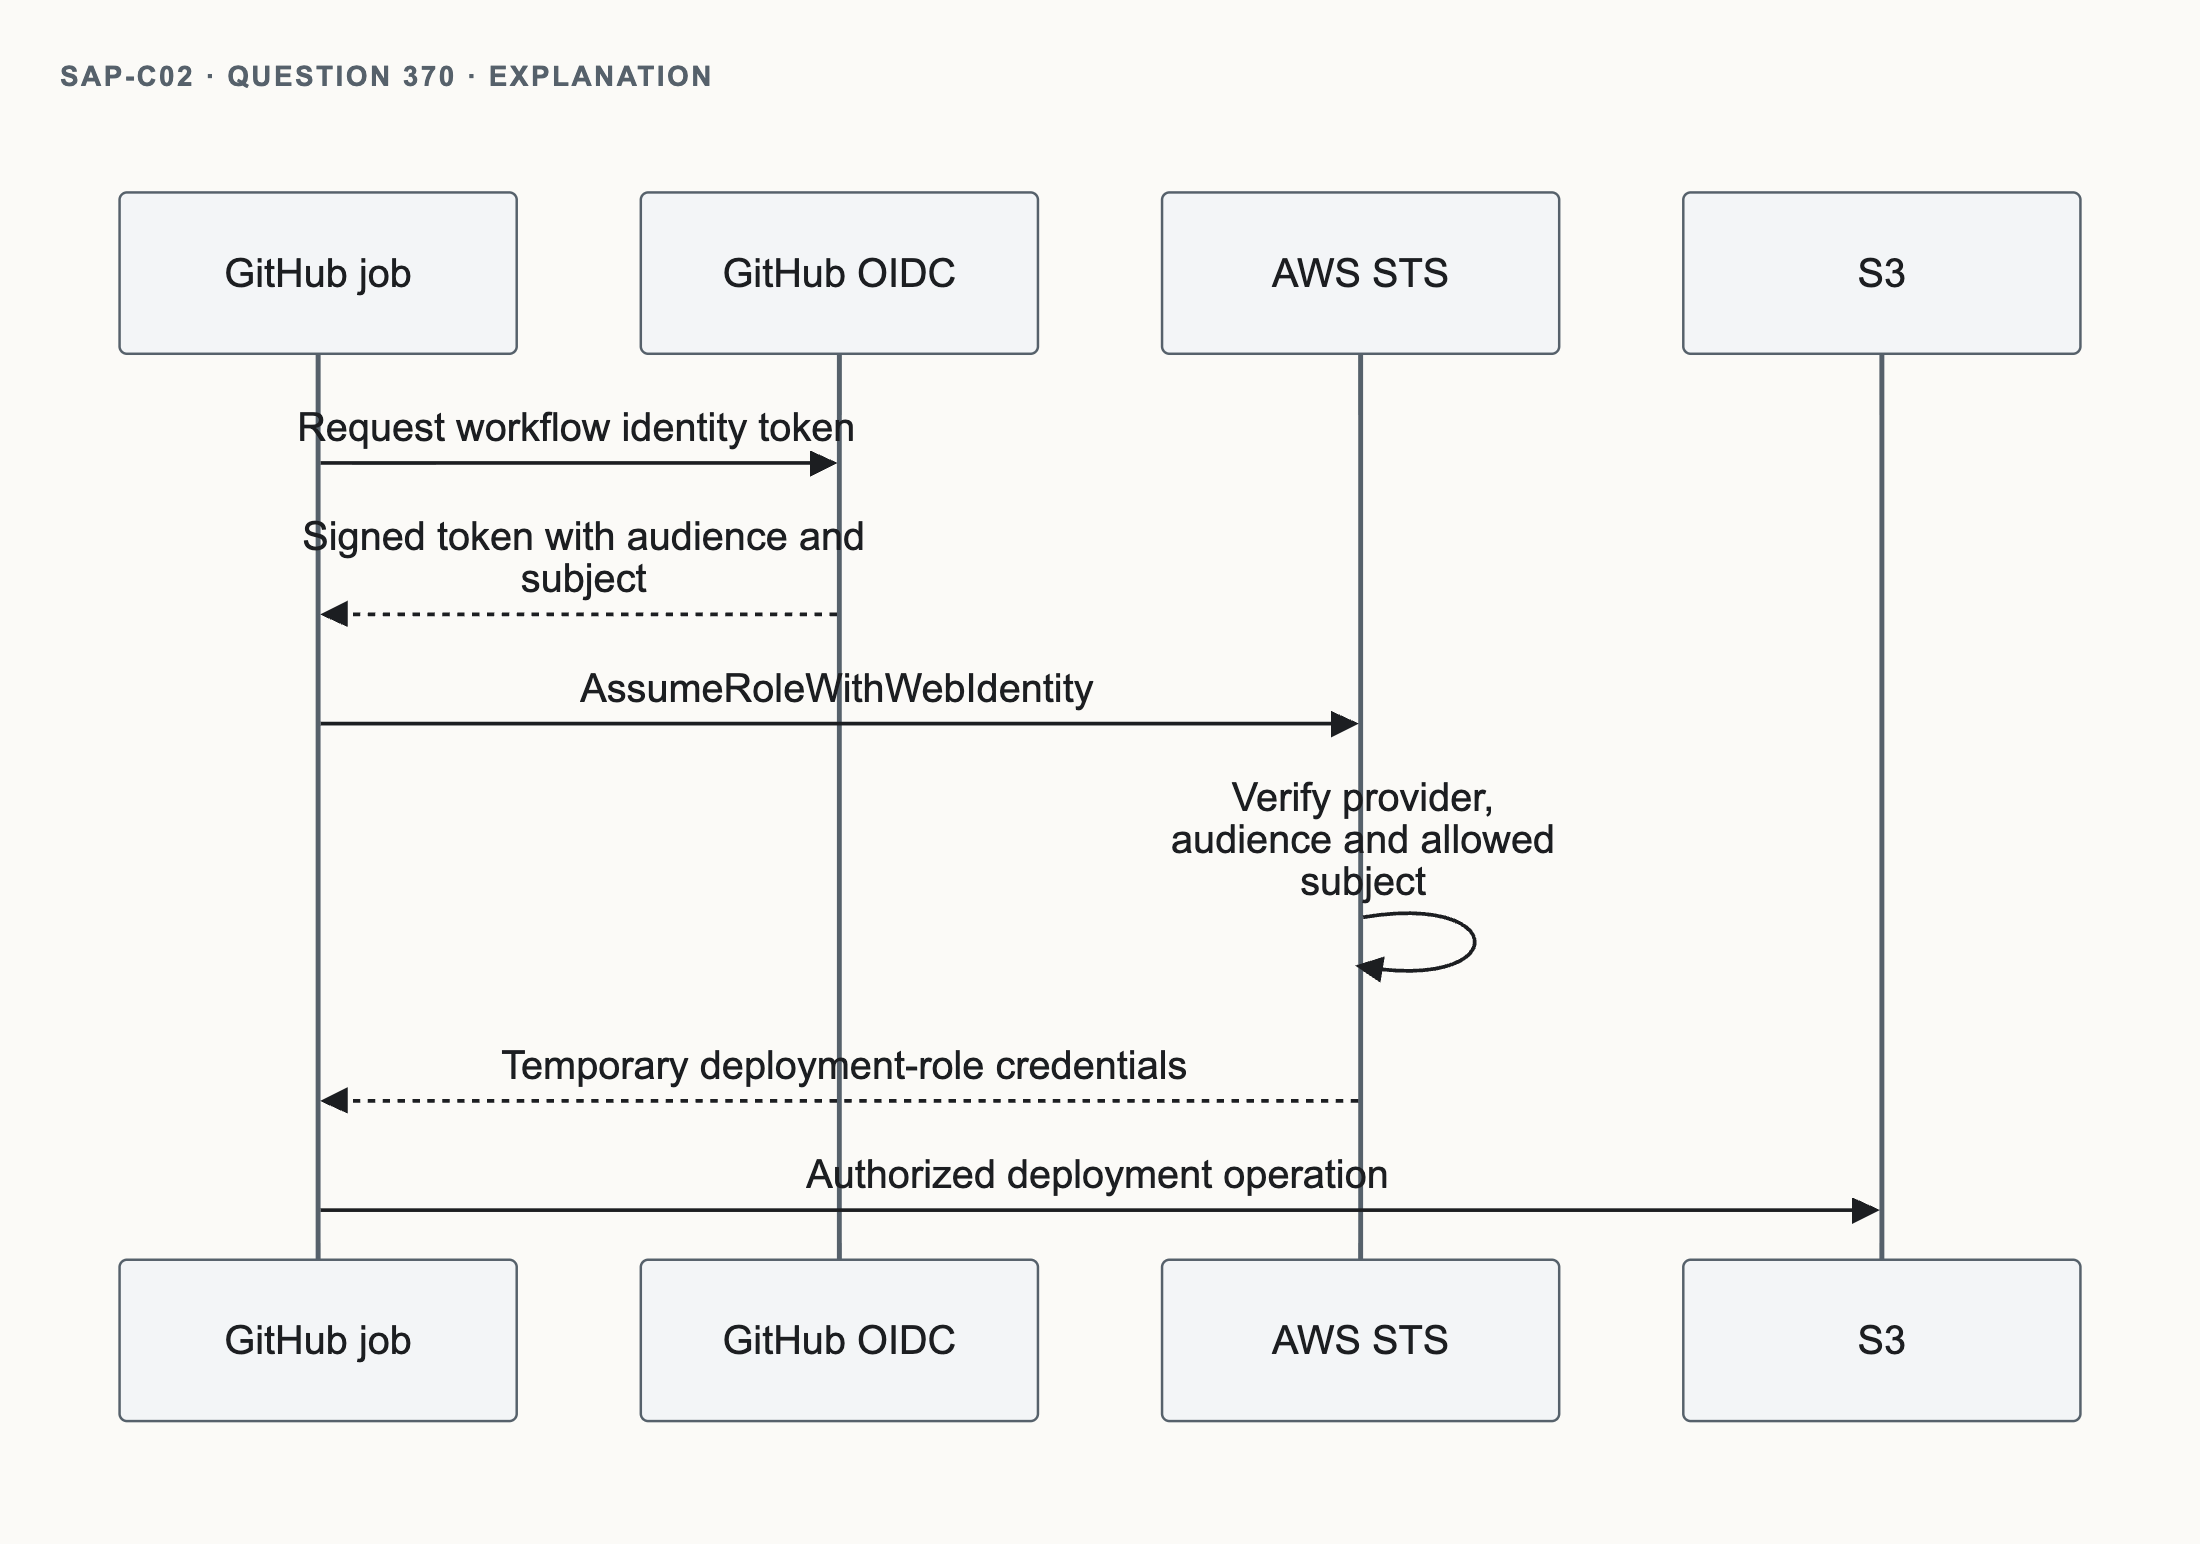 SAP-C02 · QUESTION 370 · EXPLANATION
GitHub job
GitHub OIDC
AWS STS
S3
Request workflow identity token
Signed token with audience and
subject
AssumeRoleWithWebIdentity
Verify provider,
audience and allowed
subject
Temporary deployment-role credentials
Authorized deployment operation
GitHub job
GitHub OIDC
AWS STS
S3